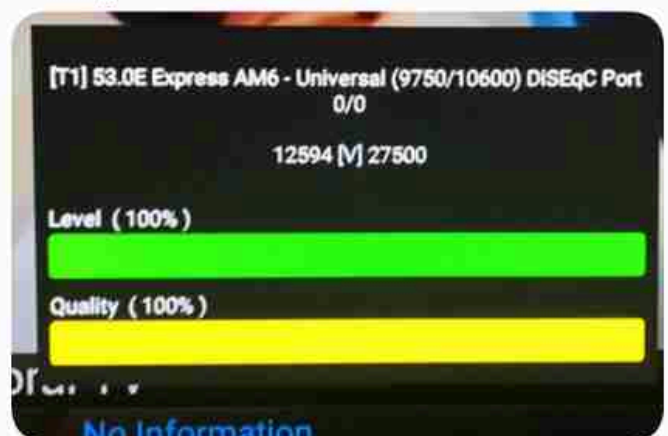 [T1] 53.0E Express AM6 - Universal (9750/10600) DiSEqC Port
0/0
12594 [V] 27500
Level ( 100% )
Quality ( 100% )
No Information